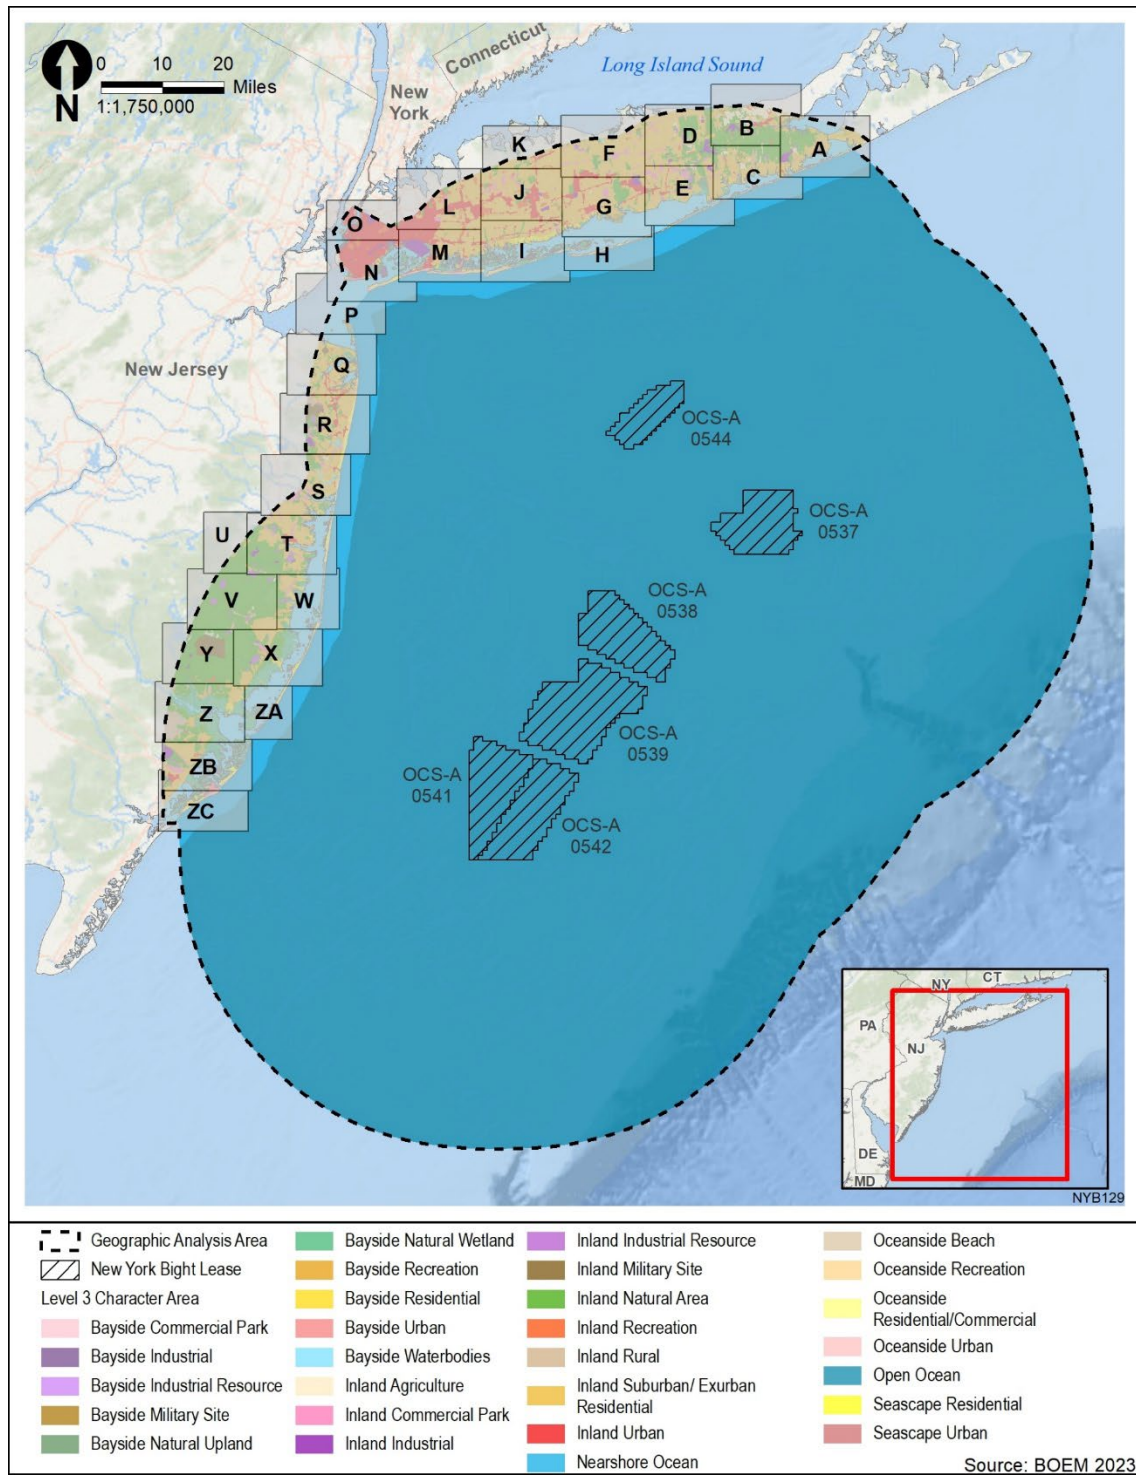 Connecticut
Long Island Sound
0 10 20
Miles
1:1,750,000
N
New
York
B
D
A
K
F
C
E
J
L
G
O
I
H
M
N
P
New Jersey
Q
OCS-A
0544
R
S
OCS-A
0537
U
T
OCS-A
0538
V
W
Y
X
Z
ZA
OCS-A
0539
ZB
OCS-A
0541
ZC
OCS-A
0542
NY
CT
PA
NJ
DE
MD
NYB129
Geographic Analysis Area
New York Bight Lease
Level 3 Character Area
Bayside Commercial Park
Bayside Industrial
Bayside Industrial Resource
Bayside Military Site
Bayside Natural Upland
Bayside Natural Wetland
Bayside Recreation
Bayside Residential
Bayside Urban
Bayside Waterbodies
Inland Agriculture
Inland Commercial Park
Inland Industrial
Inland Industrial Resource
Inland Military Site
Inland Natural Area
Inland Recreation
Inland Rural
Inland Suburban/ Exurban
Residential
Inland Urban
Nearshore Ocean
Oceanside Beach
Oceanside Recreation
Oceanside
Residential/Commercial
Oceanside Urban
Open Ocean
Seascape Residential
Seascape Urban
Source: BOEM 2023